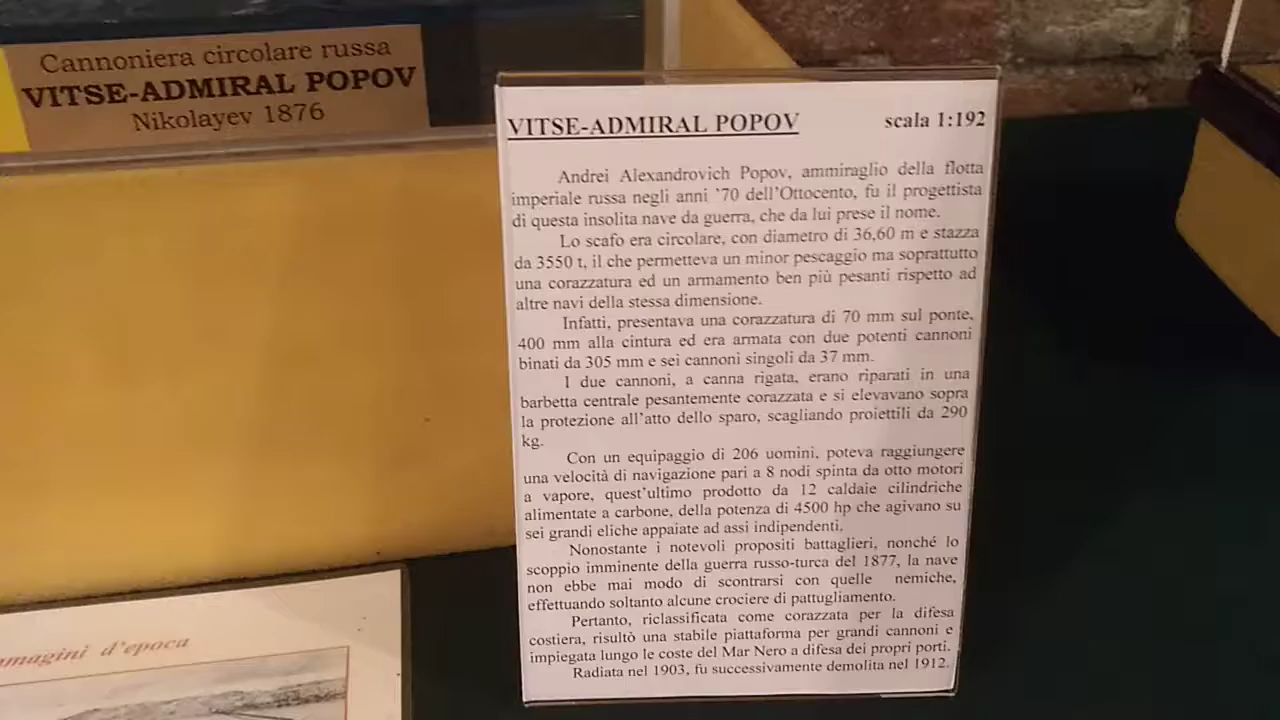 Cannoniera circolare russa
VITSE-ADMIRAL POPOV
Nikolayev 1876
VITSE-ADMIRAL POPOV scala 1:192
Andrei Alexandrovich Popov, ammiraglio della flotta
imperiale russa negli anni '70 dell'Ottocento, fu il progettista
di questa insolita nave da guerra, che da lui prese il nome.
Lo scafo era circolare, con diametro di 36,60 m e stazza
da 3550 t, il che permetteva un minor pescaggio ma soprattutto
una corazzatura ed un armamento ben più pesanti rispetto ad
altre navi della stessa dimensione.
Infatti, presentava una corazzatura di 70 mm sul ponte,
400 mm alla cintura ed era armata con due potenti cannoni
binati da 305 mm e sei cannoni singoli da 37 mm.
I due cannoni, a canna rigata, erano riparati in una
barbetta centrale pesantemente corazzata e si elevavano sopra
la protezione all'atto dello sparo, scagliando proiettili da 290
kg.
Con un equipaggio di 206 uomini, poteva raggiungere
una velocità di navigazione pari a 8 nodi spinta da otto motori
a vapore, quest'ultimo prodotto da 12 caldaie cilindriche
alimentate a carbone, della potenza di 4500 hp che agivano su
sei grandi eliche appaiate ad assi indipendenti.
Nonostante i notevoli propositi battaglieri, nonché lo
scoppio imminente della guerra russo-turca del 1877, la nave
non ebbe mai modo di scontrarsi con quelle nemiche,
effettuando soltanto alcune crociere di pattugliamento.
Pertanto, riclassificata come corazzata per la difesa
costiera, risultò una stabile piattaforma per grandi cannoni e
impiegata lungo le coste del Mar Nero a difesa dei propri porti.
Radiata nel 1903, fu successivamente demolita nel 1912.
mmagini d'epoca